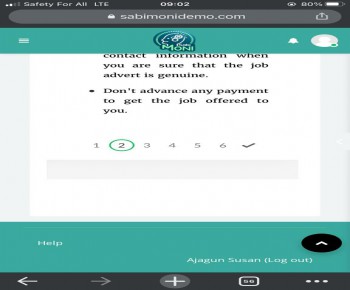 Safety For All LTE 09:02 80%
sabimonidemo.com
MONI
contact information when
you are sure that the job
advert is genuine.
• Don't advance any payment
to get the job offered to
you.
1 2 3 4 5 6
Help
Ajagun Susan (Log out)
56